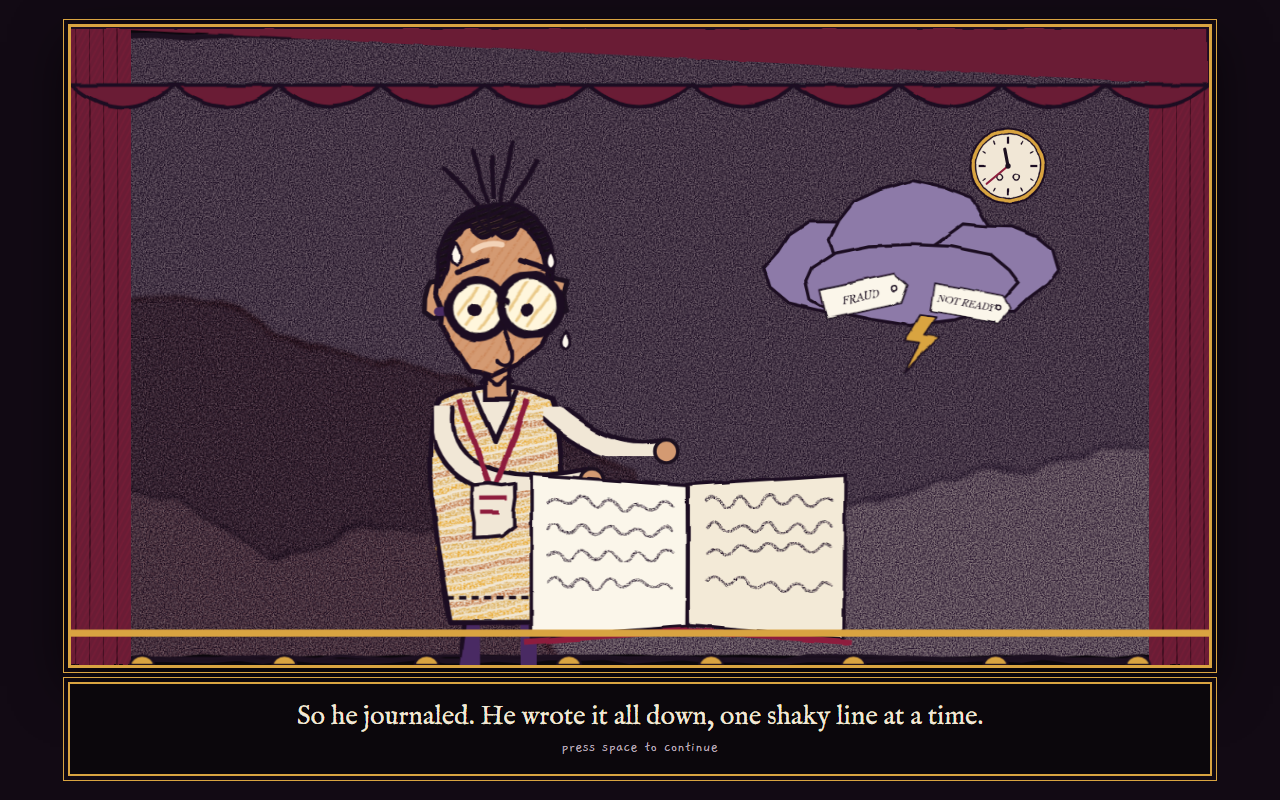 FRAUD
NOT READY
So he journaled. He wrote it all down, one shaky line at a time.
press space to continue